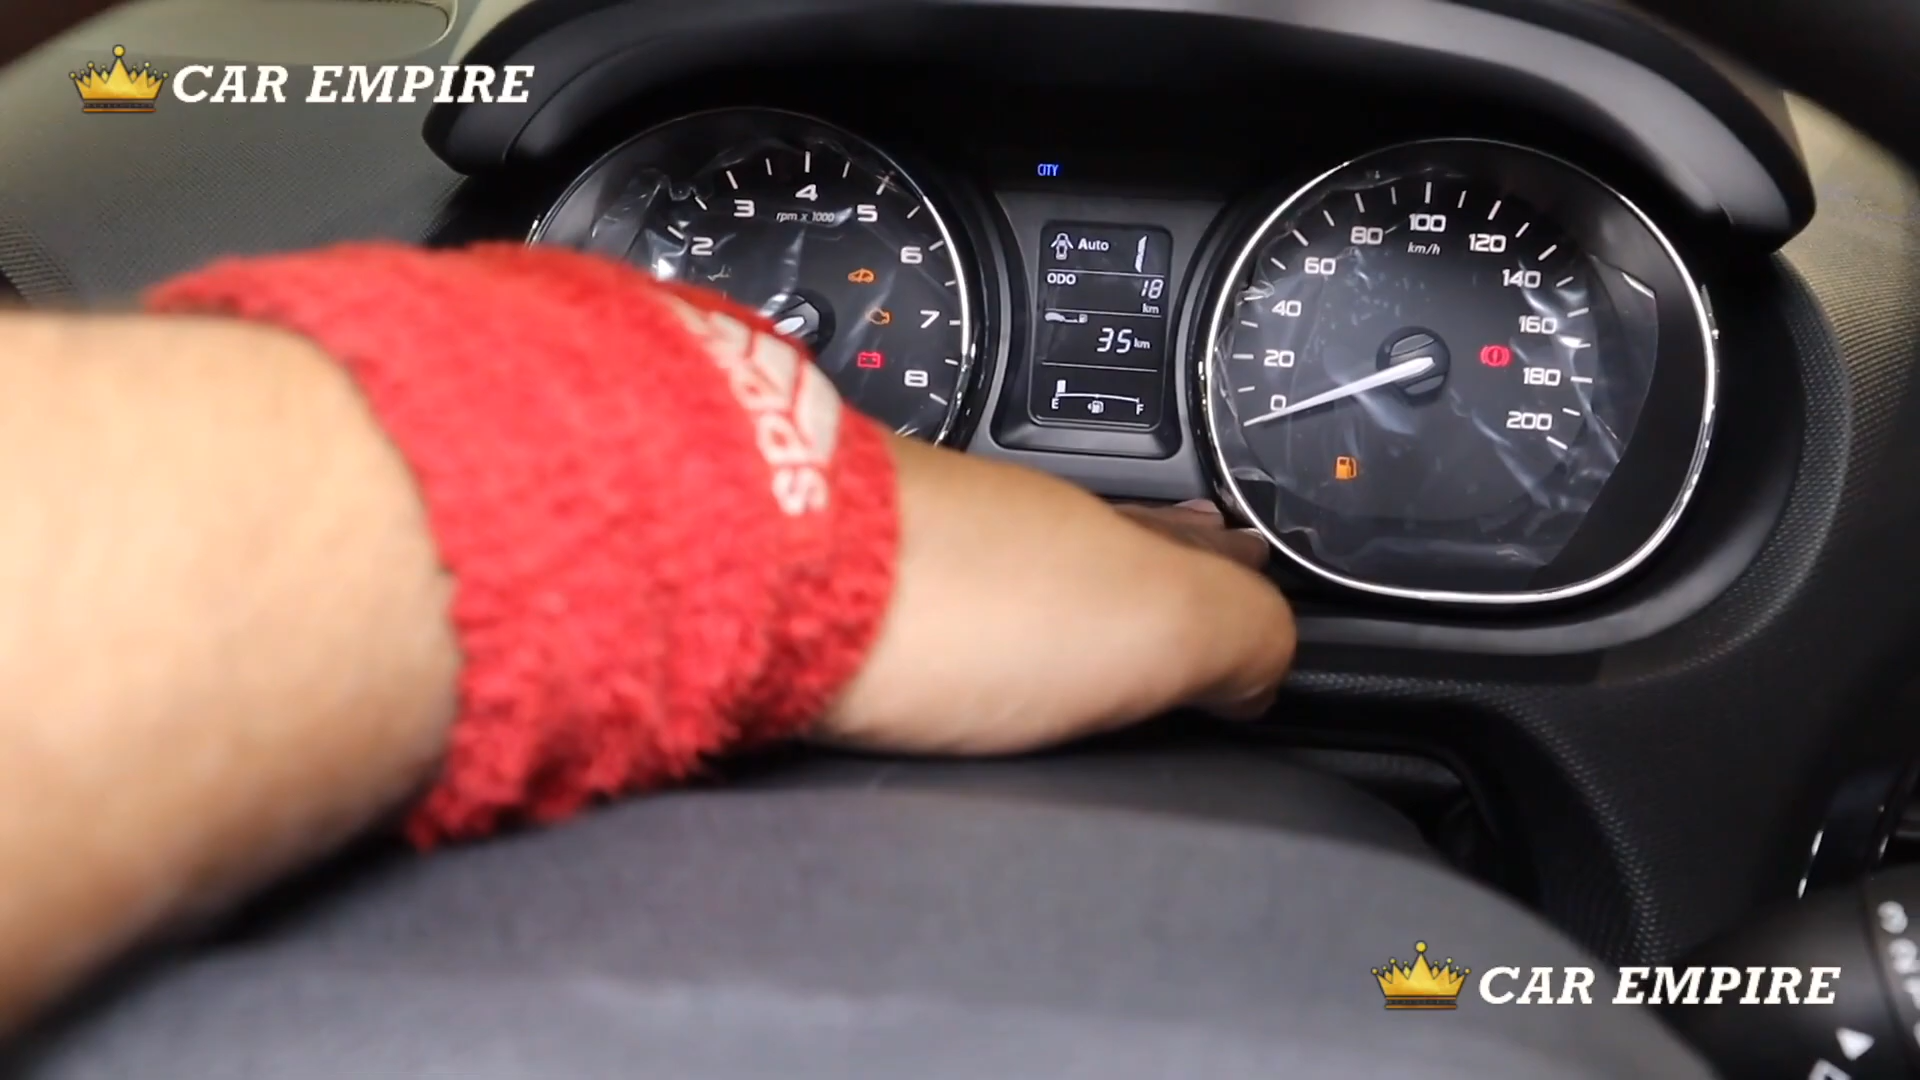 CAR EMPIRE
CITY
Auto 1
ODO
18
km
35 km
E F
2 3 4 5 6 7 8
rpm x 1000
0 20 40 60 80 100 120 140 160 180 200
km/h
SPORTS
CAR EMPIRE